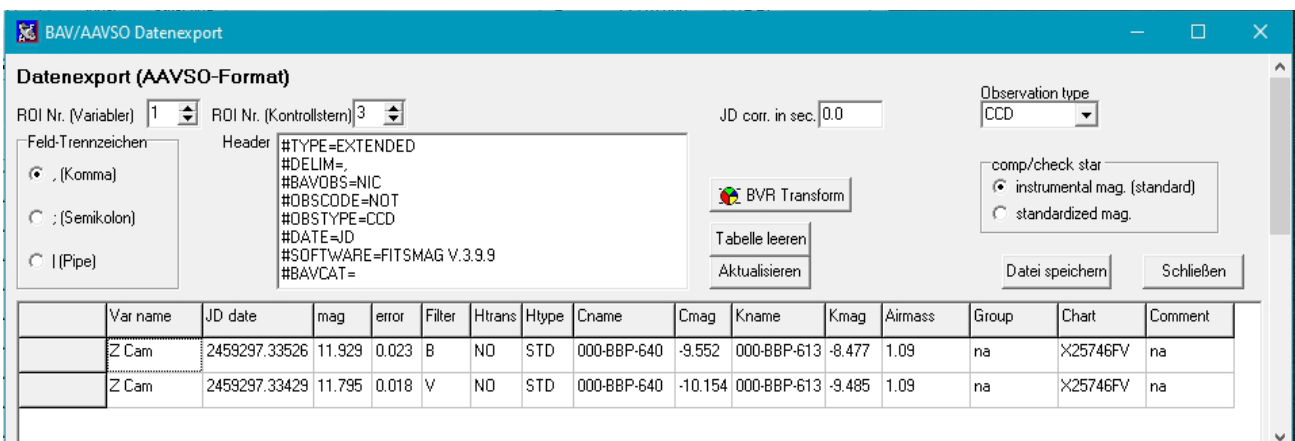 BAV/AAVSO Datenexport
Datenexport (AAVSO-Format)
ROI Nr. (Variabler) 1 ROI Nr. (Kontrollstern) 3 JD corr. in sec. 0.0
Observation type
CCD
Feld-Trennzeichen
, (Komma)
; (Semikolon)
| (Pipe)
Header
#TYPE=EXTENDED
#DELIM=,
#BAVOBS=NIC
#OBSCODE=NOT
#OBSTYPE=CCD
#DATE=JD
#SOFTWARE=FITSMAG V.3.9.9
#BAVCAT=
BVR Transform
Tabelle leeren
Aktualisieren
comp/check star
instrumental mag. (standard)
standardized mag.
Datei speichern Schließen
Var name JD date mag error Filter Htrans Htype Cname Cmag Kname Kmag Airmass Group Chart Comment
Z Cam 2459297.33526 11.929 0.023 B NO STD 000-BBP-640 -9.552 000-BBP-613 -8.477 1.09 na X25746FV na
Z Cam 2459297.33429 11.795 0.018 V NO STD 000-BBP-640 -10.154 000-BBP-613 -9.485 1.09 na X25746FV na